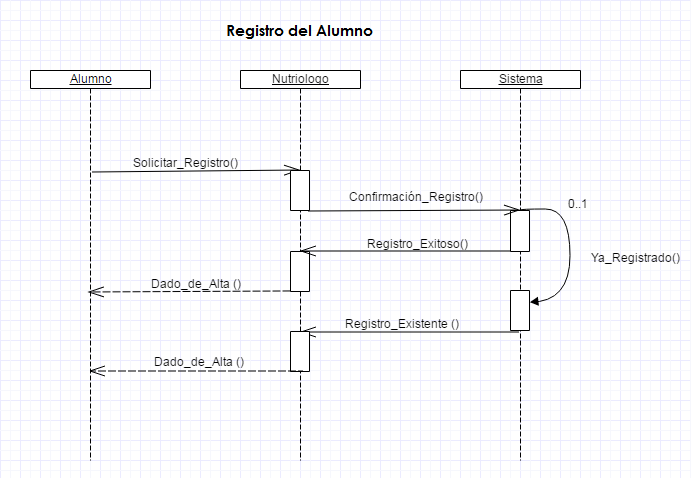 Registro del Alumno
Alumno
Nutriologo
Sistema
Solicitar_Registro()
Confirmación_Registro()
0..1
Registro_Exitoso()
Ya_Registrado()
Dado_de_Alta ()
Registro_Existente ()
Dado_de_Alta ()